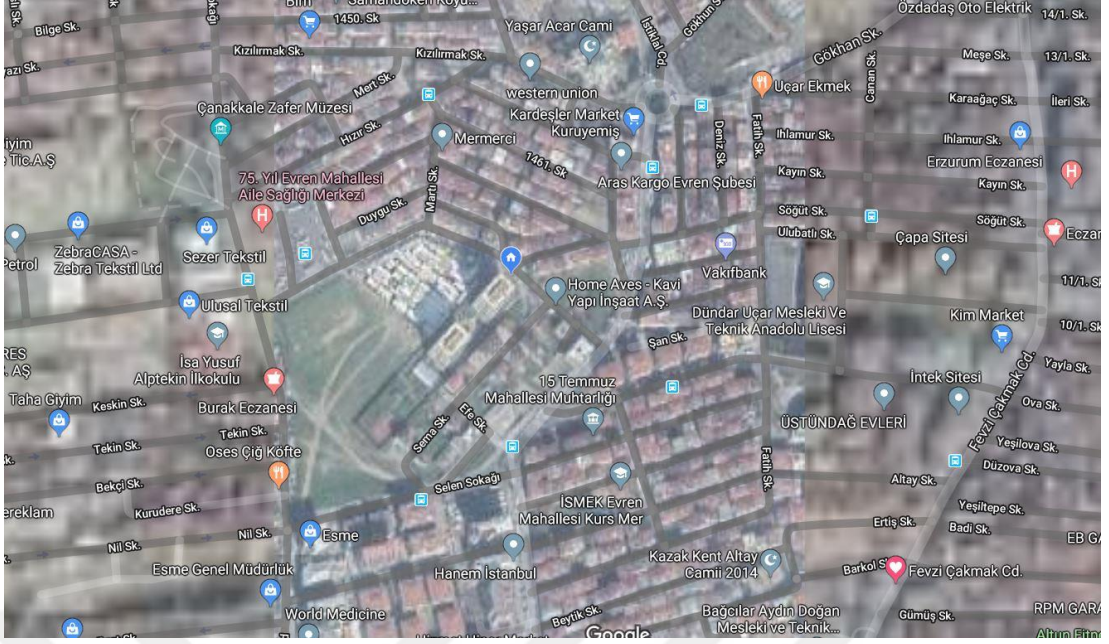 Bilge Sk.
1450. Sk
Yaşar Acar Cami
İstiklal Cd.
Gökhan Sk.
Özdadaş Oto Elektrik
14/1. Sk.
Kızılırmak Sk.
Kızılırmak Sk.
Gökhan Sk.
Canan Sk.
Meşe Sk.
13/1. Sk.
Mert Sk.
western union
Uçar Ekmek
Karaağaç Sk.
İleri Sk.
Çanakkale Zafer Müzesi
Kardeşler Market
Kuruyemiş
Hızır Sk.
Mermerci
Deniz Sk.
Fatih Sk.
Ihlamur Sk.
Ihlamur Sk.
Tic.A.Ş
1461. Sk
Erzurum Eczanesi
75. Yıl Evren Mahallesi
Aile Sağlığı Merkezi
Martı Sk.
Aras Kargo Evren Şubesi
Kayın Sk.
Kayın Sk.
Duygu Sk.
Söğüt Sk.
Söğüt Sk.
Ulubatlı Sk.
Çapa Sitesi
Eczar
Petrol
ZebraCASA -
Zebra Tekstil Ltd
Sezer Tekstil
Vakıfbank
Home Aves - Kavi
Yapı İnşaat A.Ş.
11/1. S
Ulusal Tekstil
Dündar Uçar Mesleki Ve
Teknik Anadolu Lisesi
Kim Market
10/1. Sk
Şan Sk.
İsa Yusuf
Alptekin İlkokulu
RES
. AŞ
Yayla Sk.
Taha Giyim
Keskin Sk.
Burak Eczanesi
15 Temmuz
Mahallesi Muhtarlığı
İntek Sitesi
Ova Sk.
Fevzi Çakmak Cd.
Sema Sk.
Efe Sk.
ÜSTÜNDAĞ EVLERİ
Tekin Sk.
Tekin Sk.
Oses Çiğ Köfte
Fatih Sk.
Yeşilova Sk.
Düzova Sk.
Bekçi Sk.
Selen Sokağı
Altay Sk.
ereklam
Kurudere Sk.
İSMEK Evren
Mahallesi Kurs Mer
Yeşiltepe Sk.
Ertiş Sk.
Badi Sk.
Nil Sk.
Nil Sk.
Esme
EB GA
Esme Genel Müdürlük
Hanem İstanbul
Kazak Kent Altay
Camii 2014
Barkol S
Fevzi Çakmak Cd.
World Medicine
Beytik Sk.
Bağcılar Aydın Doğan
Mesleki ve Teknik...
Gümüş Sk.
RPM GARA
Google